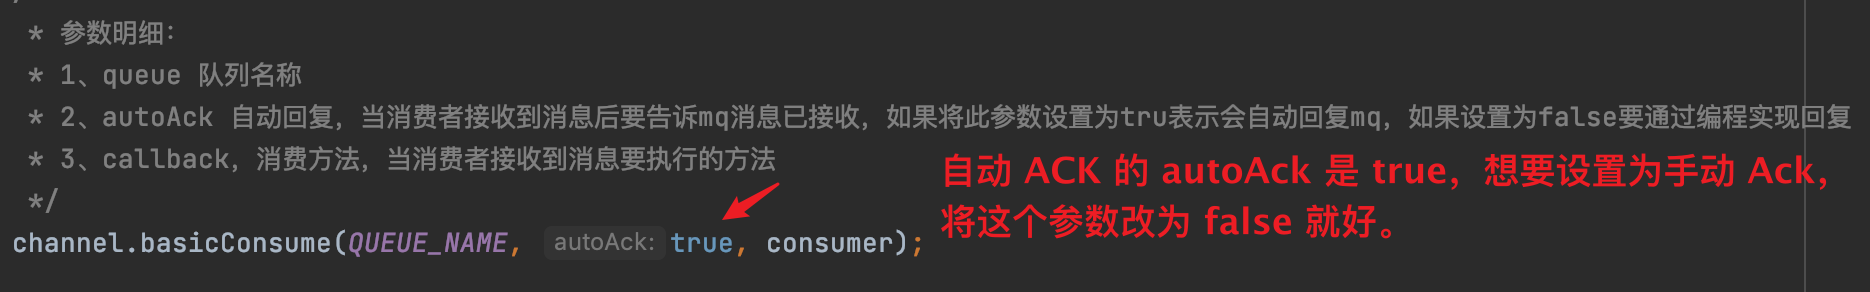 * 参数明细：
* 1、queue 队列名称
* 2、autoAck 自动回复，当消费者接收到消息后要告诉mq消息已接收，如果将此参数设置为tru表示会自动回复mq，如果设置为false要通过编程实现回复
* 3、callback，消费方法，当消费者接收到消息要执行的方法
*/
自动 ACK 的 autoAck 是 true，想要设置为手动 Ack，
将这个参数改为 false 就好。
channel.basicConsume(QUEUE_NAME, autoAck: true, consumer);